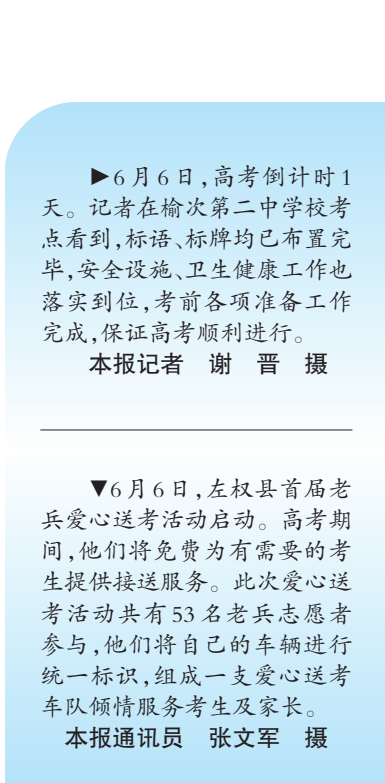 ▶6月6日,高考倒计时1
天。记者在榆次第二中学校考
点看到,标语、标牌均已布置完
毕,安全设施、卫生健康工作也
落实到位,考前各项准备工作
完成,保证高考顺利进行。
本报记者 谢 晋 摄
▼6月6日,左权县首届老
兵爱心送考活动启动。高考期
间,他们将免费为有需要的考
生提供接送服务。此次爱心送
考活动共有53名老兵志愿者
参与,他们将自己的车辆进行
统一标识,组成一支爱心送考
车队倾情服务考生及家长。
本报通讯员 张文军 摄